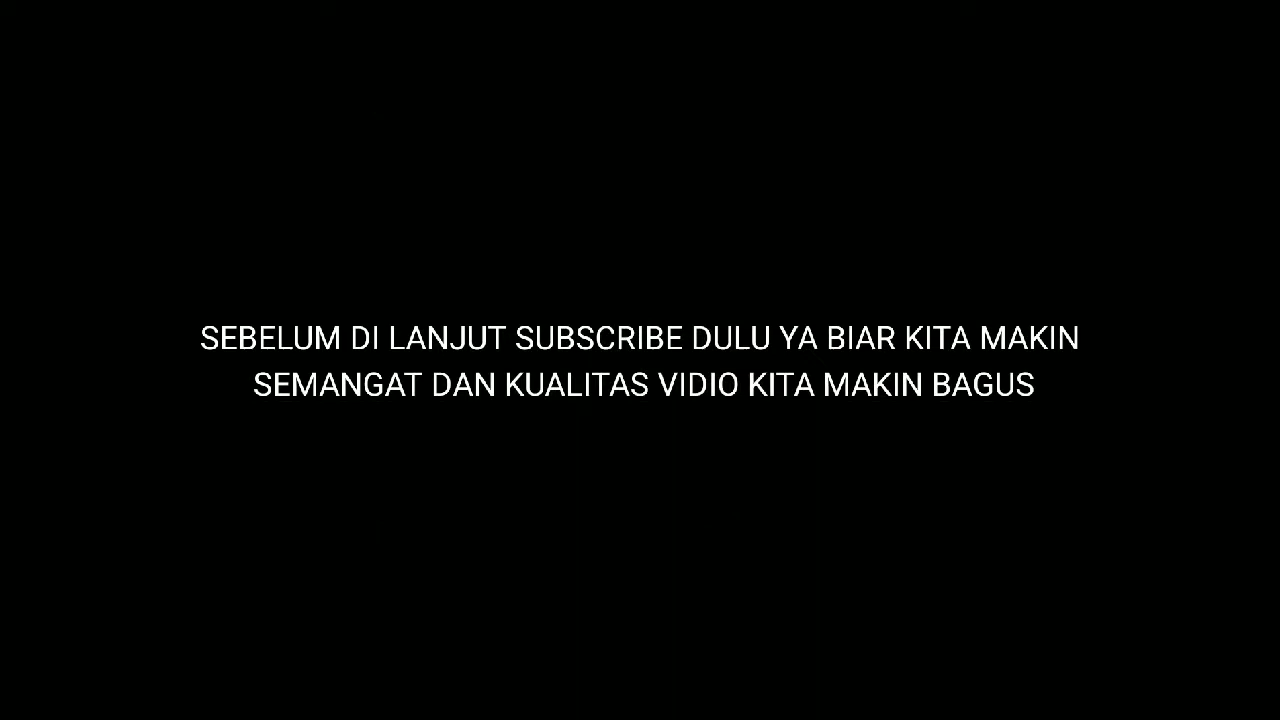 SEBELUM DI LANJUT SUBSCRIBE DULU YA BIAR KITA MAKIN
SEMANGAT DAN KUALITAS VIDIO KITA MAKIN BAGUS